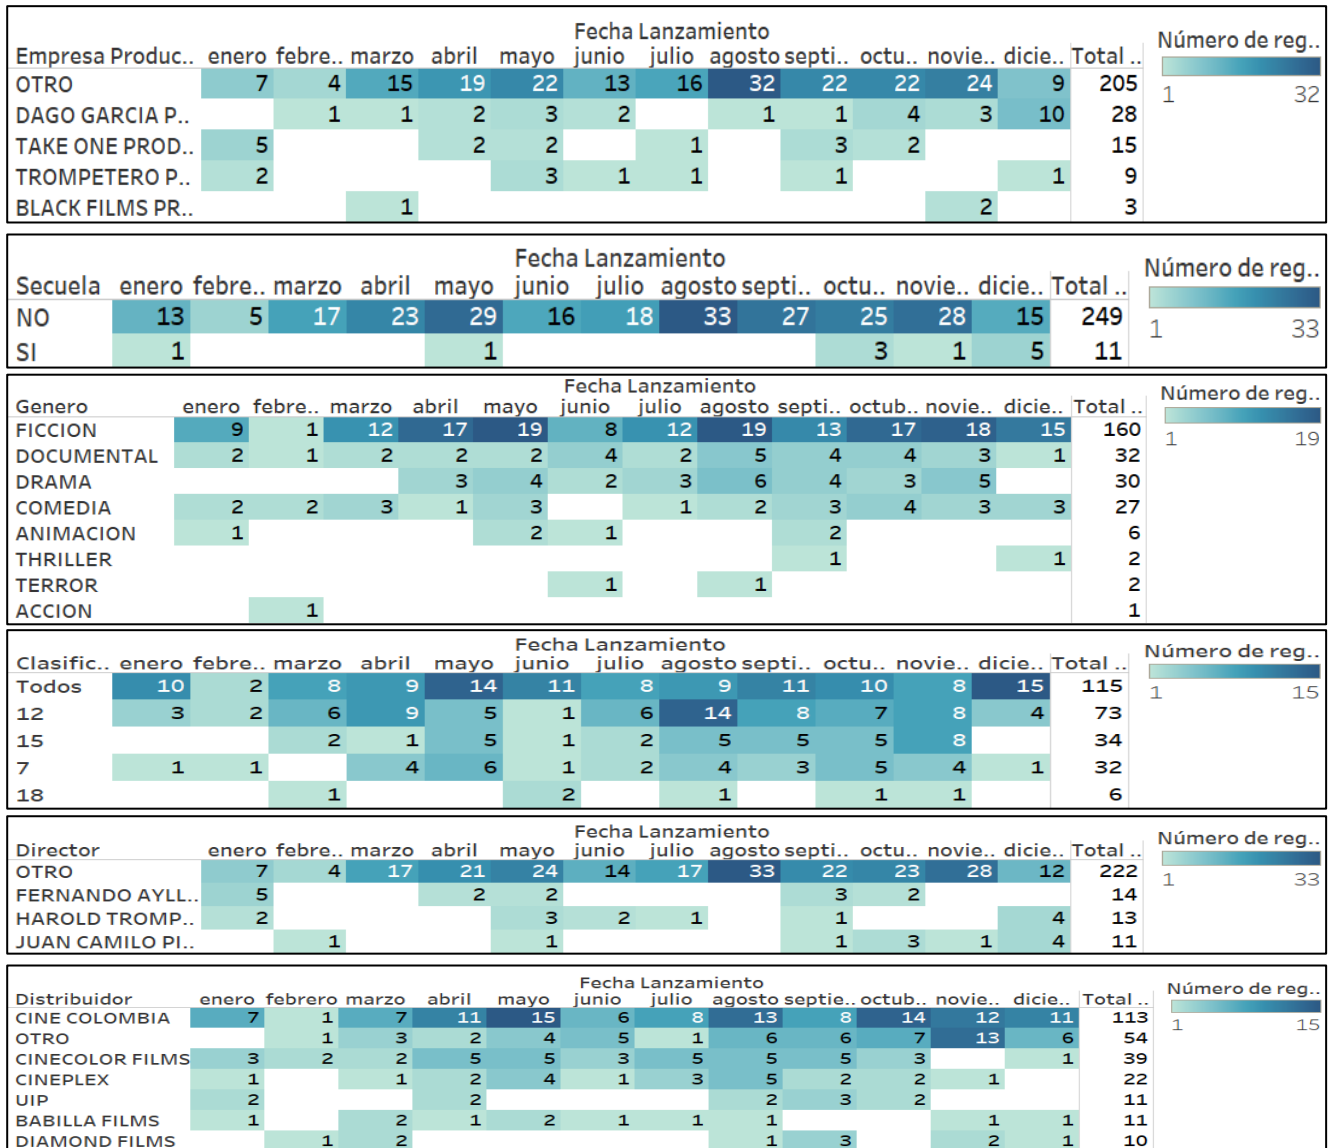 Fecha Lanzamiento
Empresa Produc.. enero febre.. marzo abril mayo junio julio agosto septi.. octu.. novie.. dicie.. Total .. Número de reg..
OTRO 7 4 15 19 22 13 16 32 22 22 24 9 205 1 32
DAGO GARCIA P.. 1 1 2 3 2 1 1 4 3 10 28
TAKE ONE PROD.. 5 2 2 1 3 2 15
TROMPETERO P.. 2 3 1 1 1 1 9
BLACK FILMS PR.. 1 2 3
Fecha Lanzamiento
Secuela enero febre.. marzo abril mayo junio julio agosto septi.. octu.. novie.. dicie.. Total .. Número de reg..
NO 13 5 17 23 29 16 18 33 27 25 28 15 249 1 33
SI 1 1 3 1 5 11
Fecha Lanzamiento
Genero enero febre.. marzo abril mayo junio julio agosto septi.. octub.. novie.. dicie.. Total .. Número de reg..
FICCION 9 1 12 17 19 8 12 19 13 17 18 15 160 1 19
DOCUMENTAL 2 1 2 2 2 4 2 5 4 4 3 1 32
DRAMA 3 4 2 3 6 4 3 5 30
COMEDIA 2 2 3 1 3 1 2 3 4 3 3 27
ANIMACION 1 2 1 2 6
THRILLER 1 1 2
TERROR 1 1 2
ACCION 1 1
Fecha Lanzamiento
Clasific.. enero febre.. marzo abril mayo junio julio agosto septi.. octu.. novie.. dicie.. Total .. Número de reg..
Todos 10 2 8 9 14 11 8 9 11 10 8 15 115 1 15
12 3 2 6 9 5 1 6 14 8 7 8 4 73
15 2 1 5 1 2 5 5 5 8 34
7 1 1 4 6 1 2 4 3 5 4 1 32
18 1 2 1 1 1 6
Fecha Lanzamiento
Director enero febre.. marzo abril mayo junio julio agosto septi.. octu.. novie.. dicie.. Total .. Número de reg..
OTRO 7 4 17 21 24 14 17 33 22 23 28 12 222 1 33
FERNANDO AYLL.. 5 2 2 3 2 14
HAROLD TROMP.. 2 3 2 1 1 4 13
JUAN CAMILO PI.. 1 1 1 3 1 4 11
Fecha Lanzamiento
Distribuidor enero febrero marzo abril mayo junio julio agosto septie.. octub.. novie.. dicie.. Total .. Número de reg..
CINE COLOMBIA 7 1 7 11 15 6 8 13 8 14 12 11 113 1 15
OTRO 1 3 2 4 5 1 6 6 7 13 6 54
CINECOLOR FILMS 3 2 2 5 5 3 5 5 5 3 1 39
CINEPLEX 1 1 2 4 1 3 5 2 2 1 22
UIP 2 2 2 3 2 11
BABILLA FILMS 1 2 1 2 1 1 1 1 1 11
DIAMOND FILMS 1 2 1 3 2 1 10